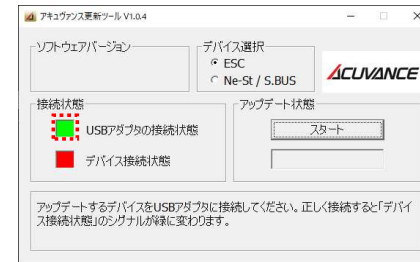 アキュヴァンス更新ツール V1.0.4
ソフトウェアバージョン
デバイス選択
ESC
Ne-St / S.BUS
ACUVANCE
接続状態
USBアダプタの接続状態
デバイス接続状態
アップデート状態
スタート
アップデートするデバイスをUSBアダプタに接続してください。正しく接続すると「デバイ
ス接続状態」のシグナルが緑に変わります。